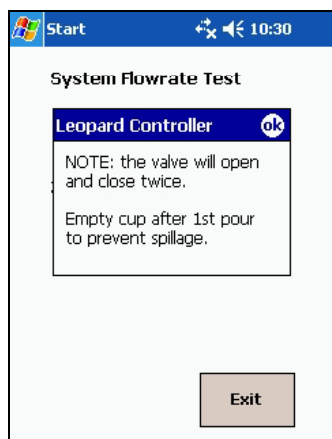 Start 10:30
System Flowrate Test
Leopard Controller ok
NOTE: the valve will open
and close twice.
Empty cup after 1st pour
to prevent spillage.
Exit